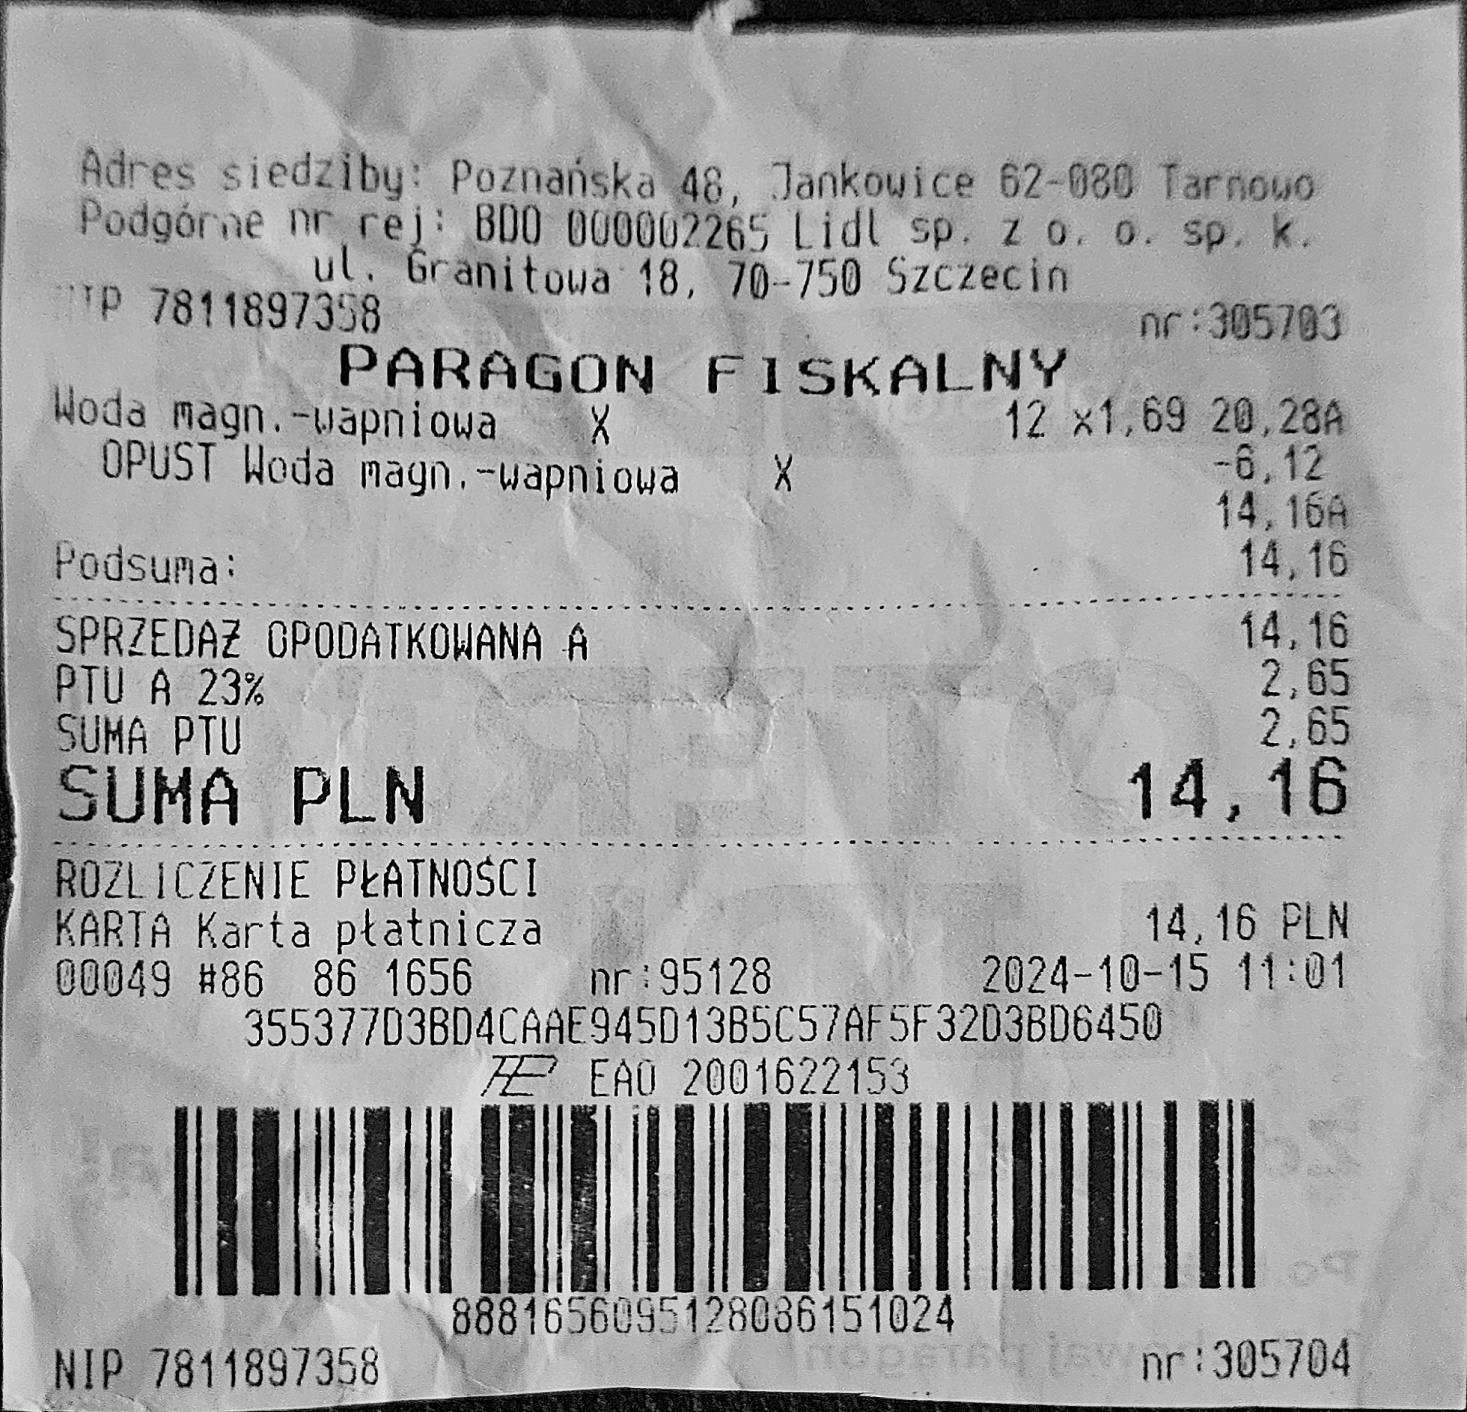 Adres siedziby: Poznańska 48, Jankowice 62-080 Tarnowo
Podgórne nr rej: BDO 000002265 Lidl sp. z o. o. sp. k.
ul. Granitowa 18, 70-750 Szczecin
NIP 7811897358 nr:305703
PARAGON FISKALNY
Woda magn.-wapniowa X 12 x1,69 20,28A
OPUST Woda magn.-wapniowa X -6,12
14,16A
Podsuma: 14,16
SPRZEDAŻ OPODATKOWANA A 14,16
PTU A 23% 2,65
SUMA PTU 2,65
SUMA PLN 14,16
ROZLICZENIE PŁATNOŚCI
KARTA Karta płatnicza 14,16 PLN
00049 #86 86 1656 nr:95128 2024-10-15 11:01
355377D3BD4CAAE945D13B5C57AF5F32D3BD6450
EAO 2001622153
8881656095128086151024
NIP 7811897358 nr:305704